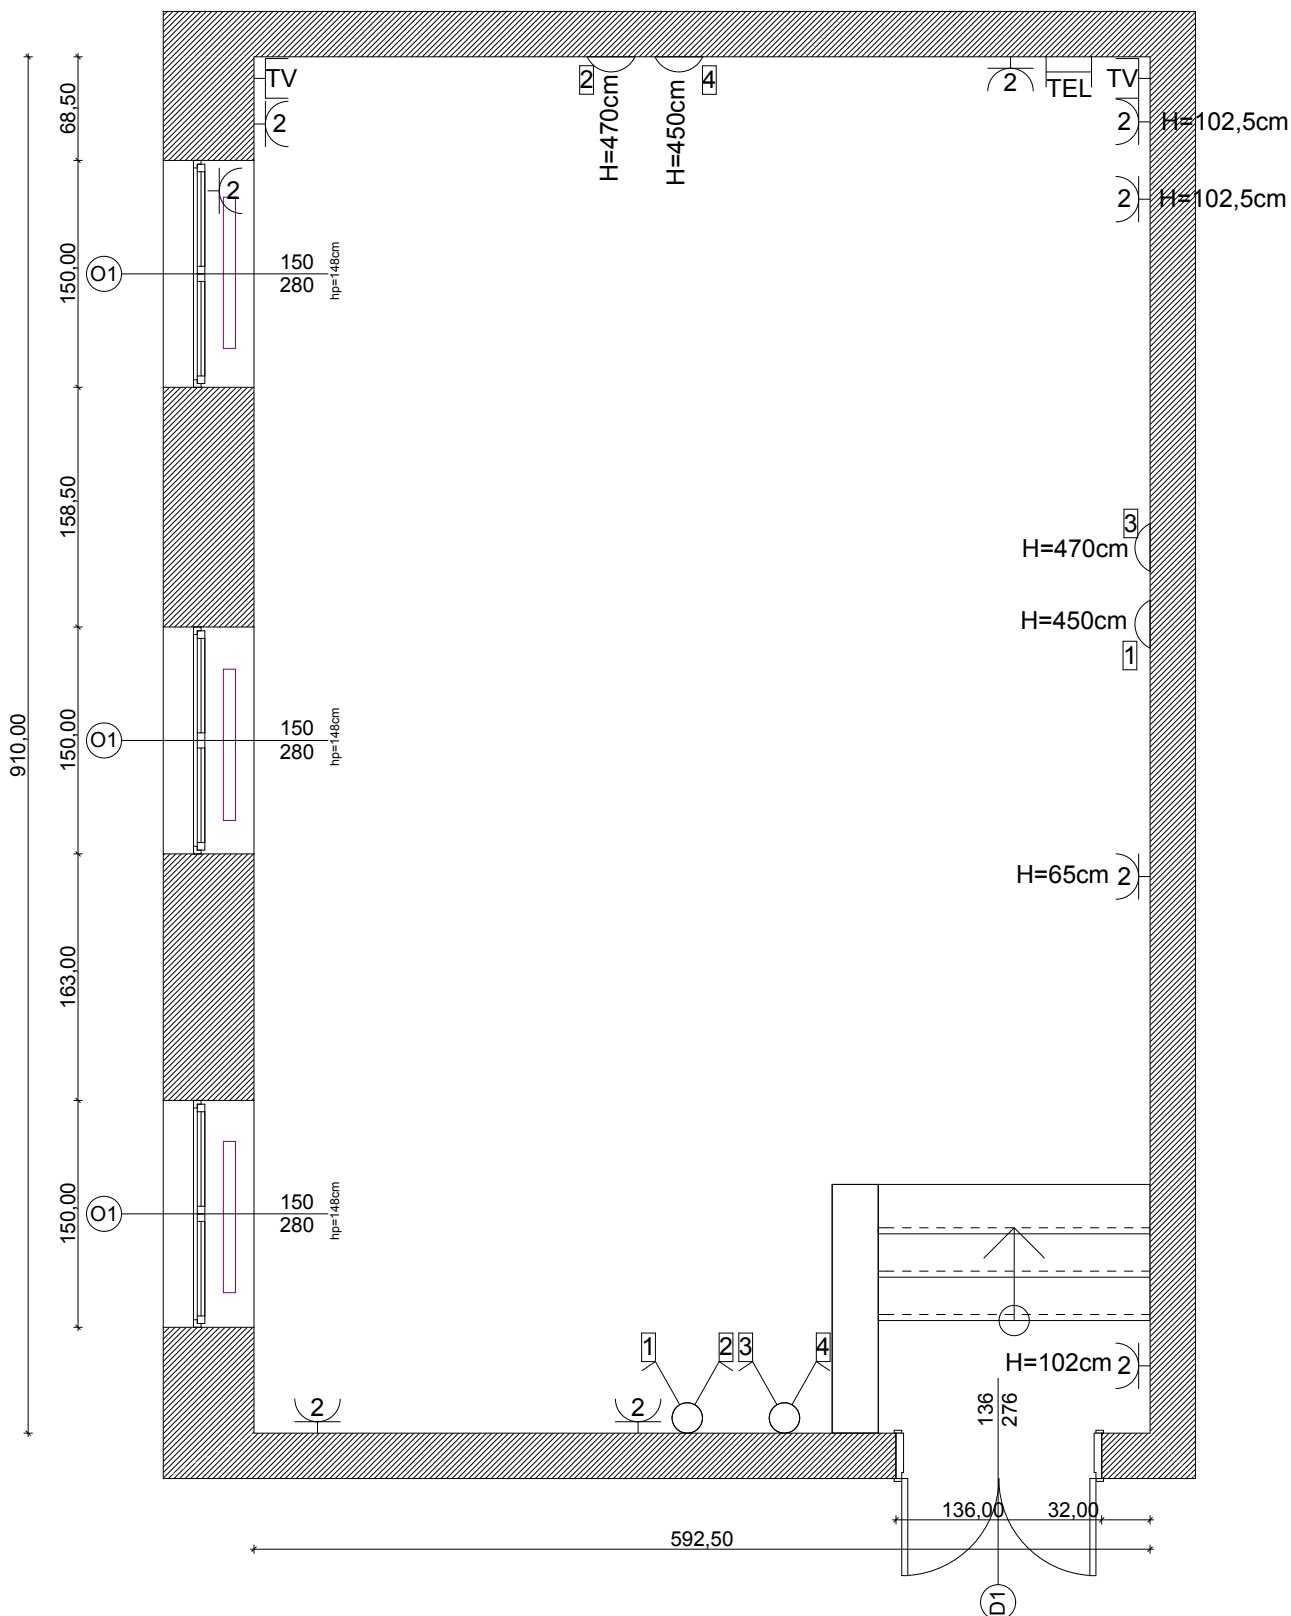 TV
2
2
H=470cm
H=450cm
4
2
TEL
TV
2
H=102,5cm
2
H=102,5cm
2
68,50
150,00
O1
150
280
hp=148cm
158,50
3
H=470cm
H=450cm
1
910,00
150,00
O1
150
280
hp=148cm
H=65cm
2
163,00
150,00
O1
150
280
hp=148cm
1
2
3
4
H=102cm
2
2
2
136
276
136,00
32,00
592,50
D1